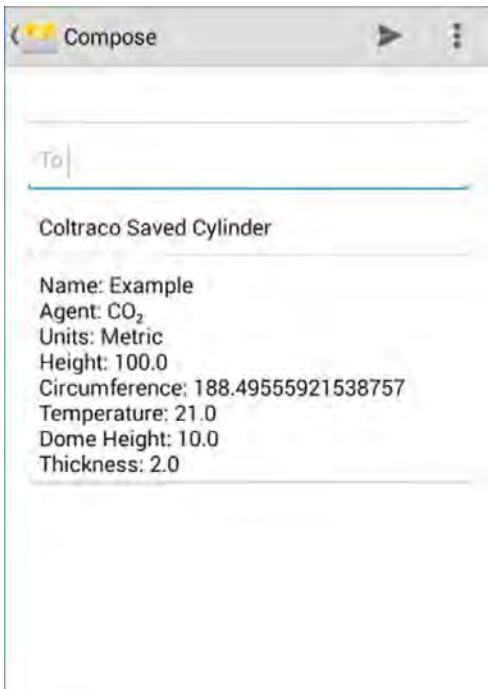 Compose
To
Coltraco Saved Cylinder
Name: Example
Agent: CO₂
Units: Metric
Height: 100.0
Circumference: 188.49555921538757
Temperature: 21.0
Dome Height: 10.0
Thickness: 2.0